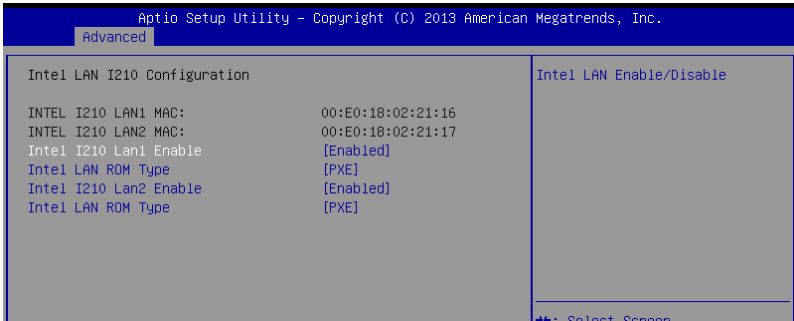 Aptio Setup Utility – Copyright (C) 2013 American Megatrends, Inc.
Advanced
Intel LAN I210 Configuration
Intel LAN Enable/Disable
INTEL I210 LAN1 MAC: 00:E0:18:02:21:16
INTEL I210 LAN2 MAC: 00:E0:18:02:21:17
Intel I210 Lan1 Enable [Enabled]
Intel LAN ROM Type [PXE]
Intel I210 Lan2 Enable [Enabled]
Intel LAN ROM Type [PXE]
: Select Screen